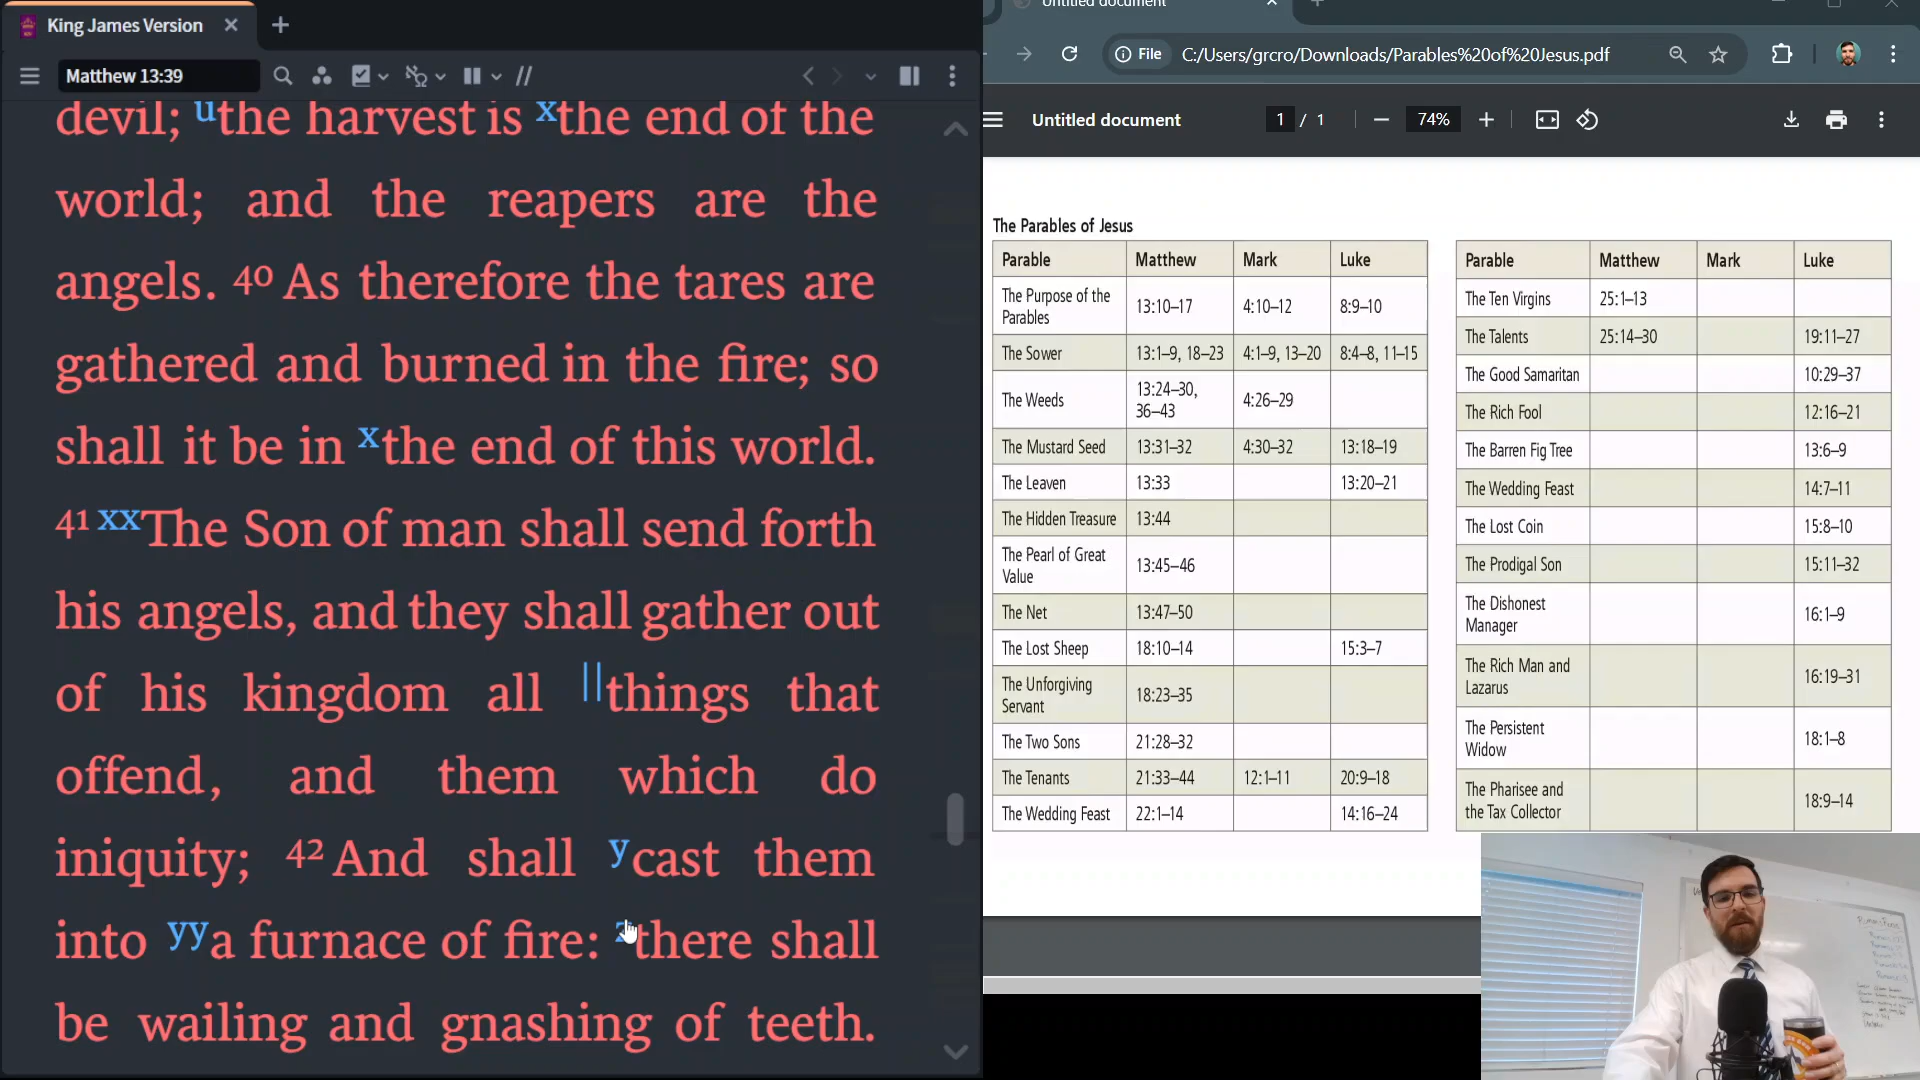 King James Version
Matthew 13:39
devil; uthe harvest is xthe end of the
world; and the reapers are the
angels. 40 As therefore the tares are
gathered and burned in the fire; so
shall it be in xthe end of this world.
41 xxThe Son of man shall send forth
his angels, and they shall gather out
of his kingdom all ||things that
offend, and them which do
iniquity; 42 And shall ycast them
into yya furnace of fire: there shall
be wailing and gnashing of teeth.
Untitled document
File C:/Users/grcro/Downloads/Parables%20of%20Jesus.pdf
Untitled document 1 / 1 74%
The Parables of Jesus
Parable Matthew Mark Luke
The Purpose of the
Parables 13:10–17 4:10–12 8:9–10
The Sower 13:1–9, 18–23 4:1–9, 13–20 8:4–8, 11–15
The Weeds 13:24–30,
36–43 4:26–29
The Mustard Seed 13:31–32 4:30–32 13:18–19
The Leaven 13:33 13:20–21
The Hidden Treasure 13:44
The Pearl of Great
Value 13:45–46
The Net 13:47–50
The Lost Sheep 18:10–14 15:3–7
The Unforgiving
Servant 18:23–35
The Two Sons 21:28–32
The Tenants 21:33–44 12:1–11 20:9–18
The Wedding Feast 22:1–14 14:16–24
Parable Matthew Mark Luke
The Ten Virgins 25:1–13
The Talents 25:14–30 19:11–27
The Good Samaritan 10:29–37
The Rich Fool 12:16–21
The Barren Fig Tree 13:6–9
The Wedding Feast 14:7–11
The Lost Coin 15:8–10
The Prodigal Son 15:11–32
The Dishonest
Manager 16:1–9
The Rich Man and
Lazarus 16:19–31
The Persistent
Widow 18:1–8
The Pharisee and
the Tax Collector 18:9–14